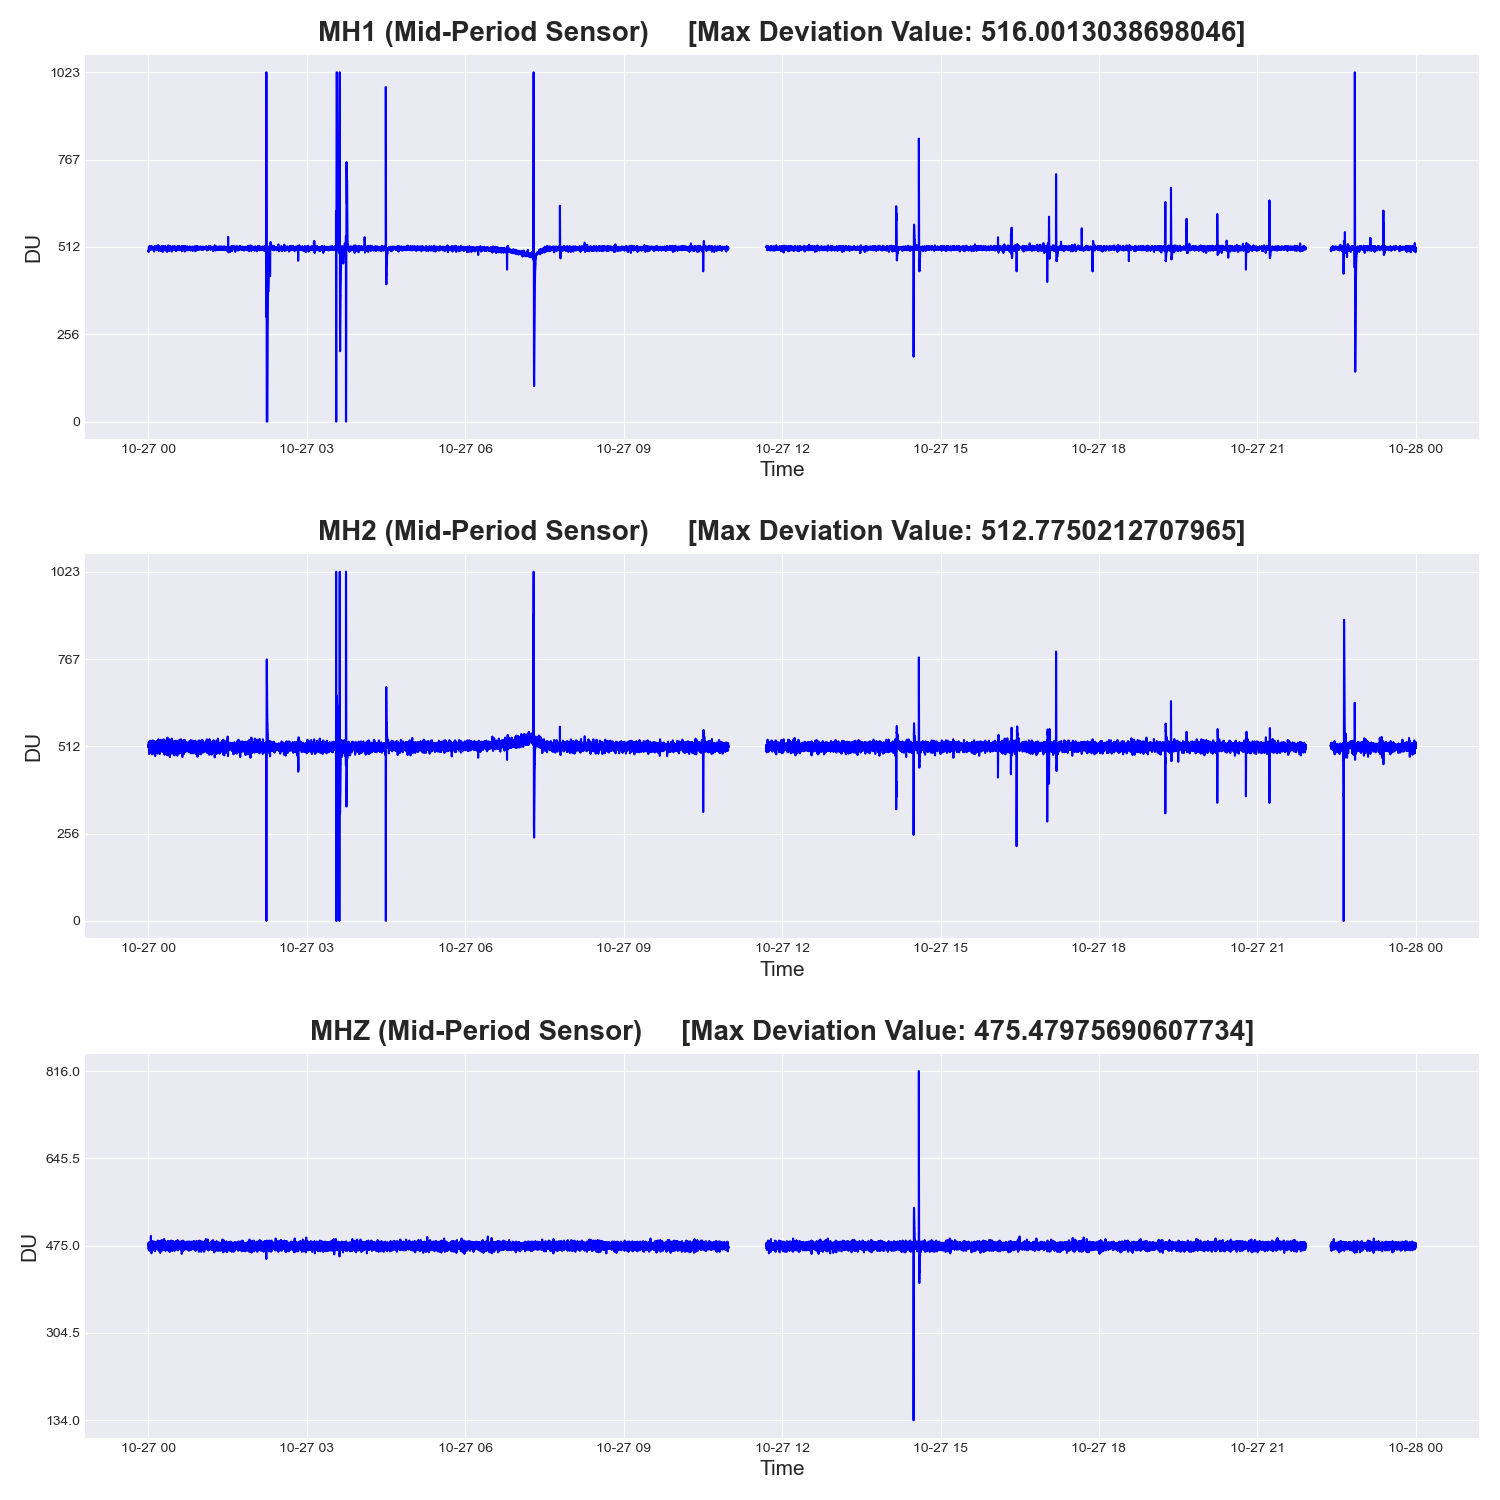 MH1 (Mid-Period Sensor) [Max Deviation Value: 516.0013038698046]
1023
767
512
256
0
DU
10-27 00 10-27 03 10-27 06 10-27 09 10-27 12 10-27 15 10-27 18 10-27 21 10-28 00
Time
MH2 (Mid-Period Sensor) [Max Deviation Value: 512.7750212707965]
1023
767
512
256
0
DU
10-27 00 10-27 03 10-27 06 10-27 09 10-27 12 10-27 15 10-27 18 10-27 21 10-28 00
Time
MHZ (Mid-Period Sensor) [Max Deviation Value: 475.47975690607734]
816.0
645.5
475.0
304.5
134.0
DU
10-27 00 10-27 03 10-27 06 10-27 09 10-27 12 10-27 15 10-27 18 10-27 21 10-28 00
Time